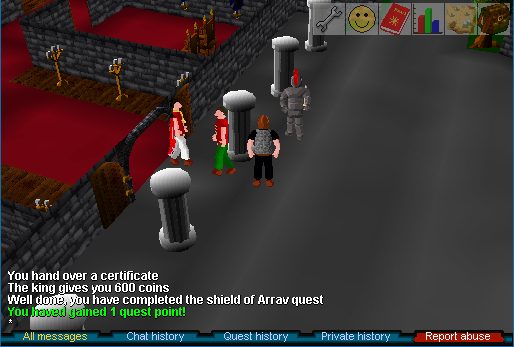 You hand over a certificate
The king gives you 600 coins
Well done, you have completed the shield of Arrav quest
You haved gained 1 quest point!
*
All messages Chat history Quest history Private history Report abuse